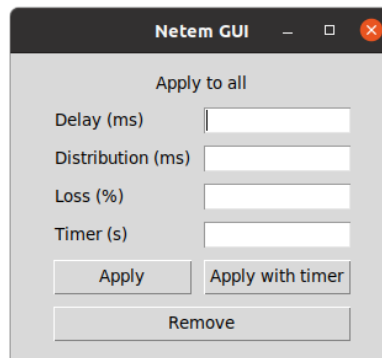 Netem GUI
Apply to all
Delay (ms)
Distribution (ms)
Loss (%)
Timer (s)
Apply Apply with timer
Remove